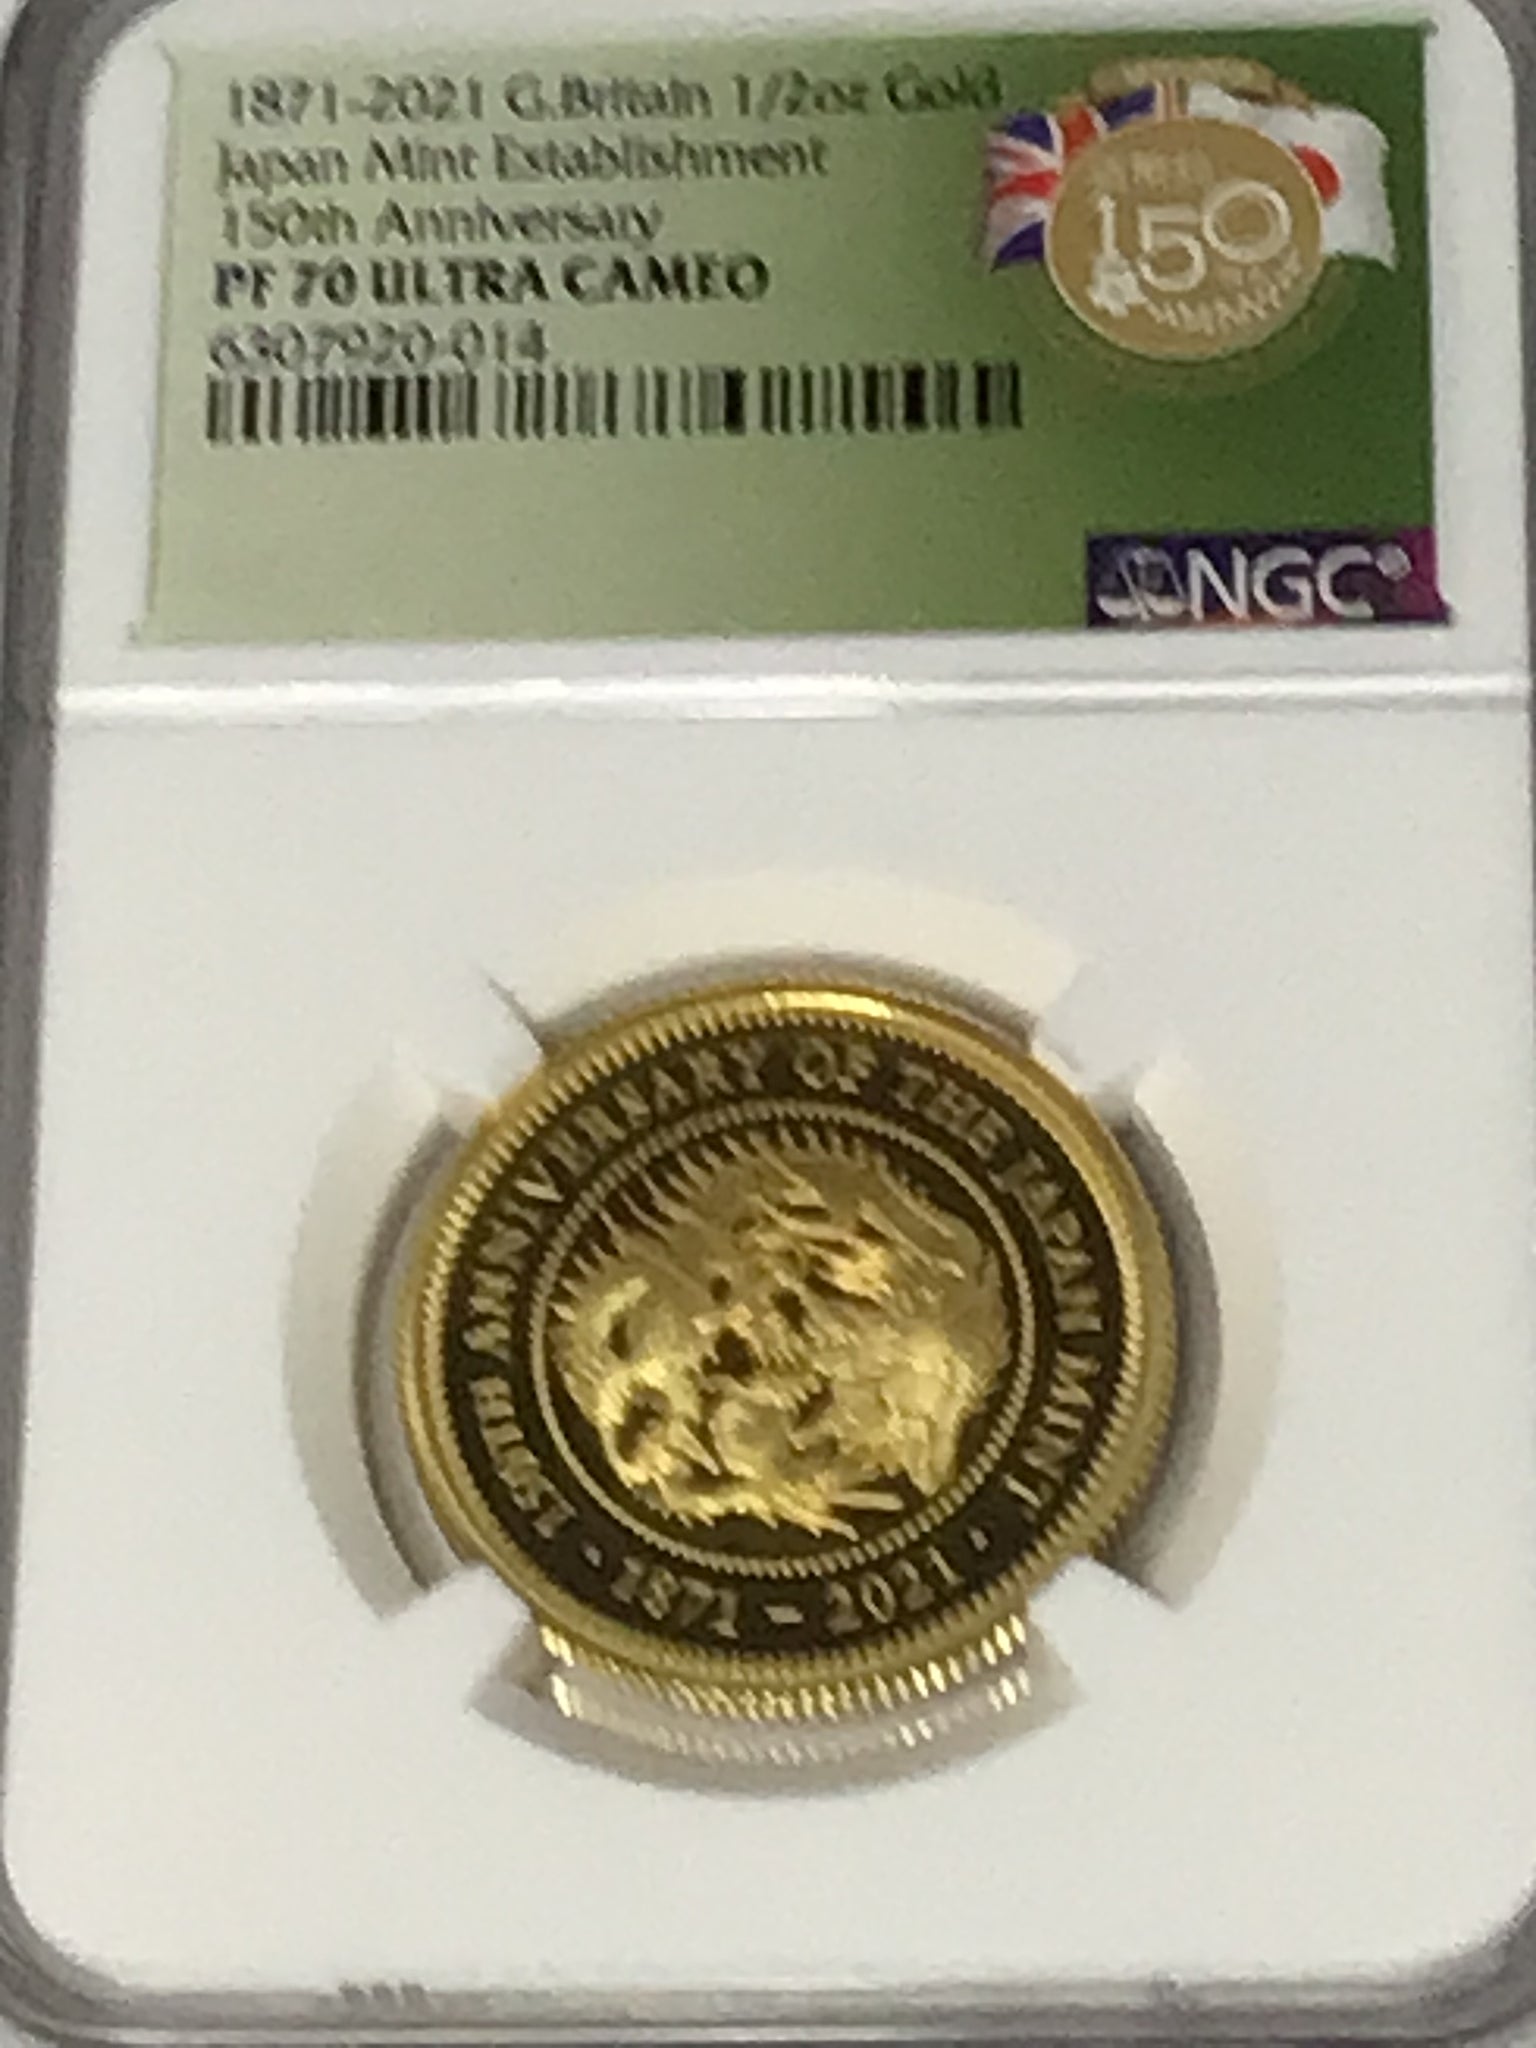 1871-2021 G.Britain 1/2oz Gold
Japan Mint Establishment
150th Anniversary
PF 70 ULTRA CAMEO
6307920-014
150
NGC
150TH ANNIVERSARY OF THE JAPAN MINT
· 1871 - 2021 ·